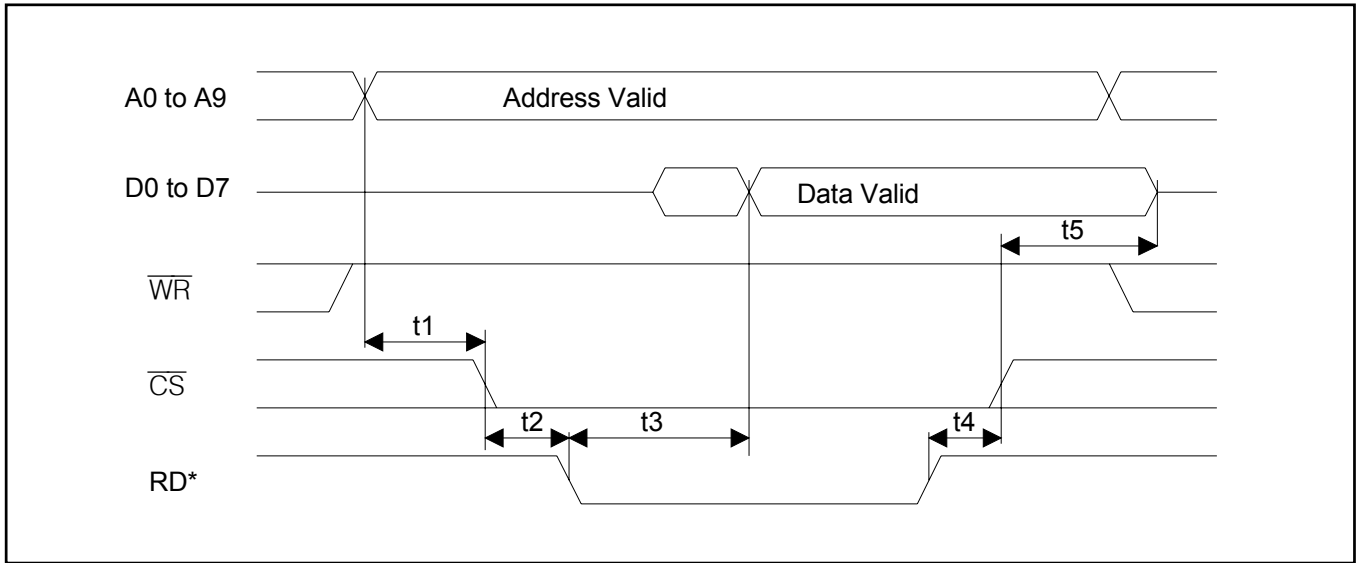 A0 to A9
Address Valid
D0 to D7
Data Valid
t5
WR
t1
CS
t2
t3
t4
RD*